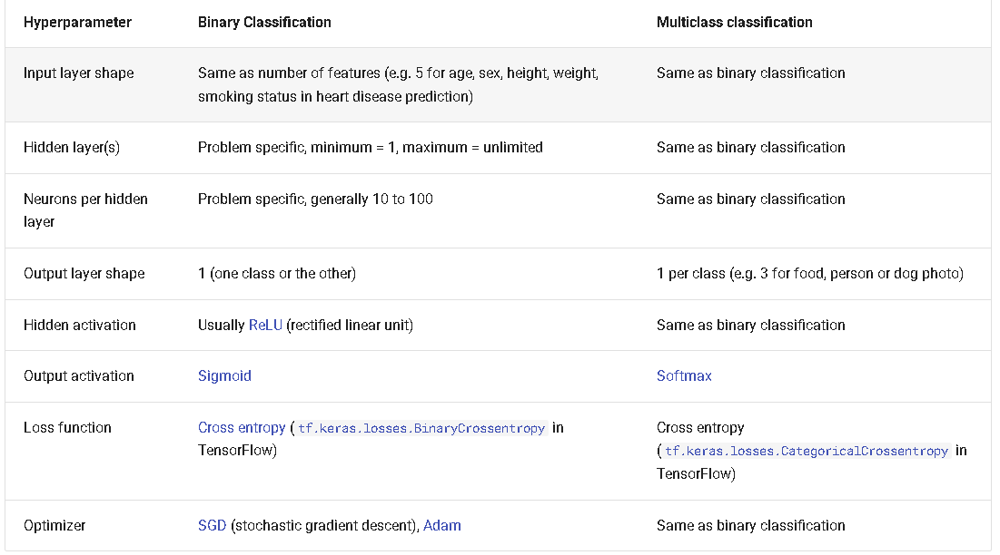 Hyperparameter Binary Classification Multiclass classification
Input layer shape Same as number of features (e.g. 5 for age, sex, height, weight, Same as binary classification
smoking status in heart disease prediction)
Hidden layer(s) Problem specific, minimum = 1, maximum = unlimited Same as binary classification
Neurons per hidden Problem specific, generally 10 to 100 Same as binary classification
layer
Output layer shape 1 (one class or the other) 1 per class (e.g. 3 for food, person or dog photo)
Hidden activation Usually ReLU (rectified linear unit) Same as binary classification
Output activation Sigmoid Softmax
Loss function Cross entropy ( tf.keras.losses.BinaryCrossentropy in Cross entropy
TensorFlow) ( tf.keras.losses.CategoricalCrossentropy in
TensorFlow)
Optimizer SGD (stochastic gradient descent), Adam Same as binary classification